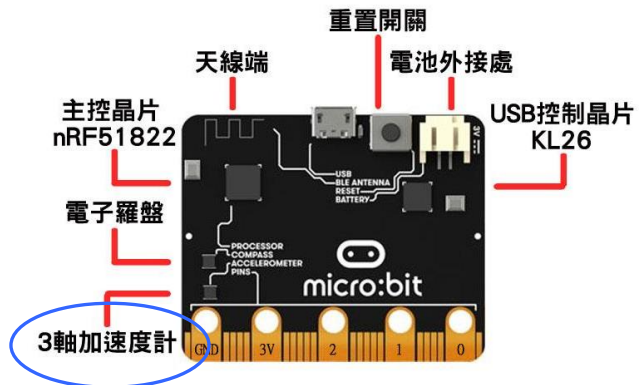 重置開關
天線端
電池外接處
主控晶片
nRF51822
USB控制晶片
KL26
3V
USB
BLE ANTENNA
RESET
BATTERY
電子羅盤
PROCESSOR
COMPASS
ACCELEROMETER
PINS
micro:bit
3軸加速度計
GND
3V
2
1
0